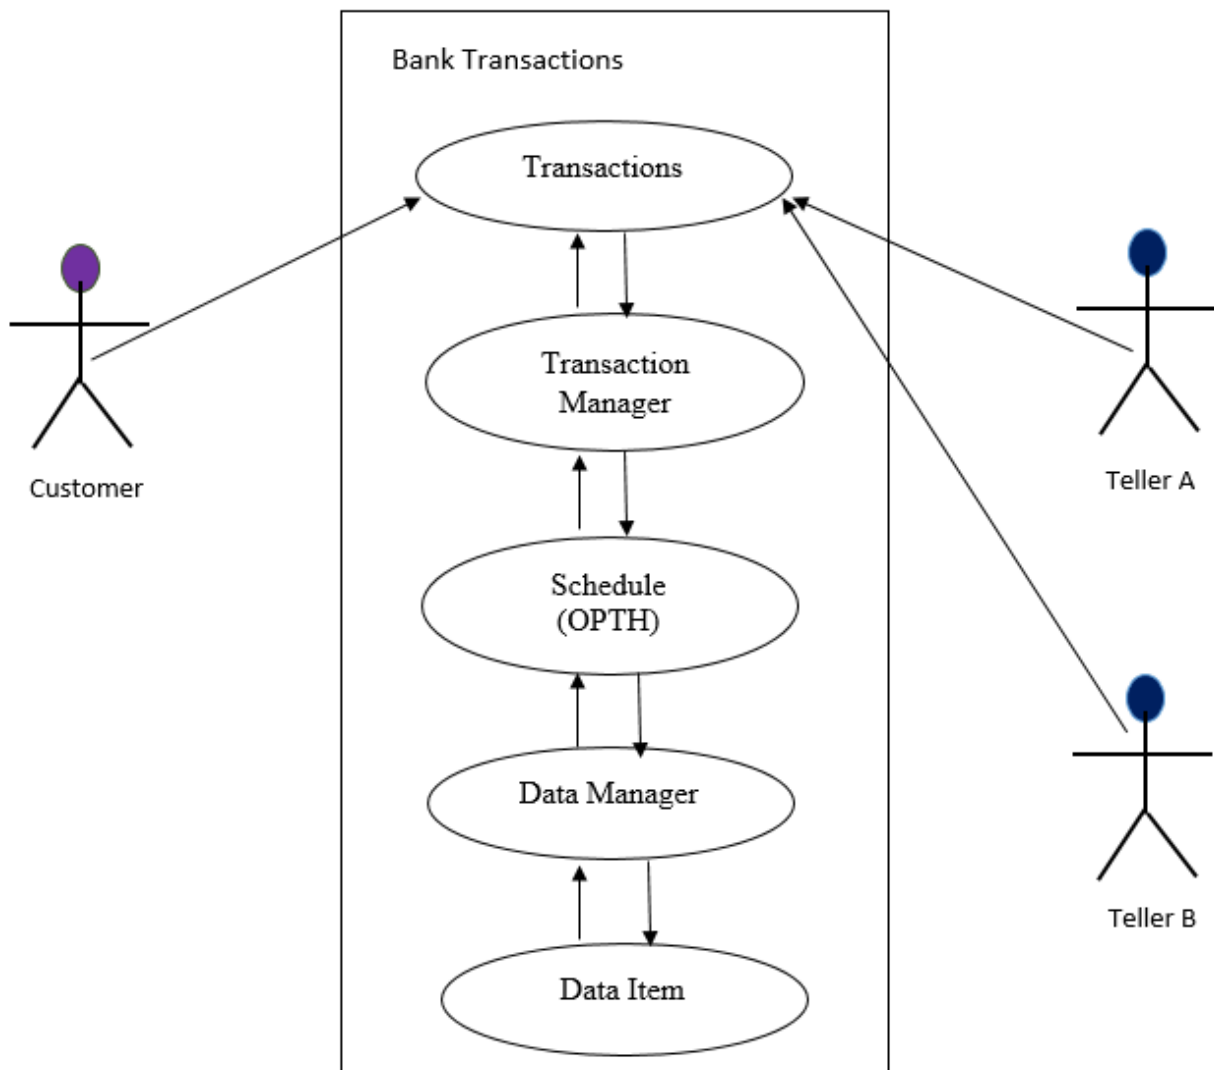 Bank Transactions
Transactions
Transaction
Manager
Customer
Teller A
Schedule
(OPTH)
Data Manager
Teller B
Data Item